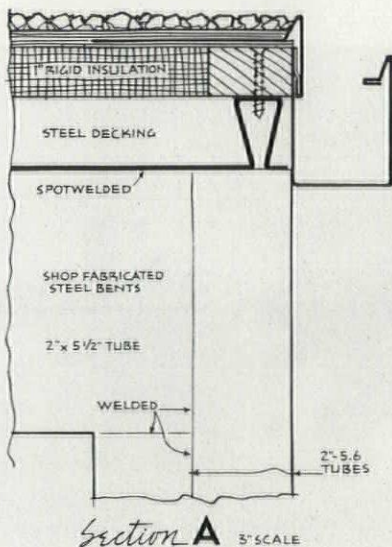 1" RIGID INSULATION
STEEL DECKING
SPOTWELDED
SHOP FABRICATED
STEEL BENTS
2" x 5 1/2" TUBE
WELDED
2"-5.6
TUBES
Section A 3" SCALE